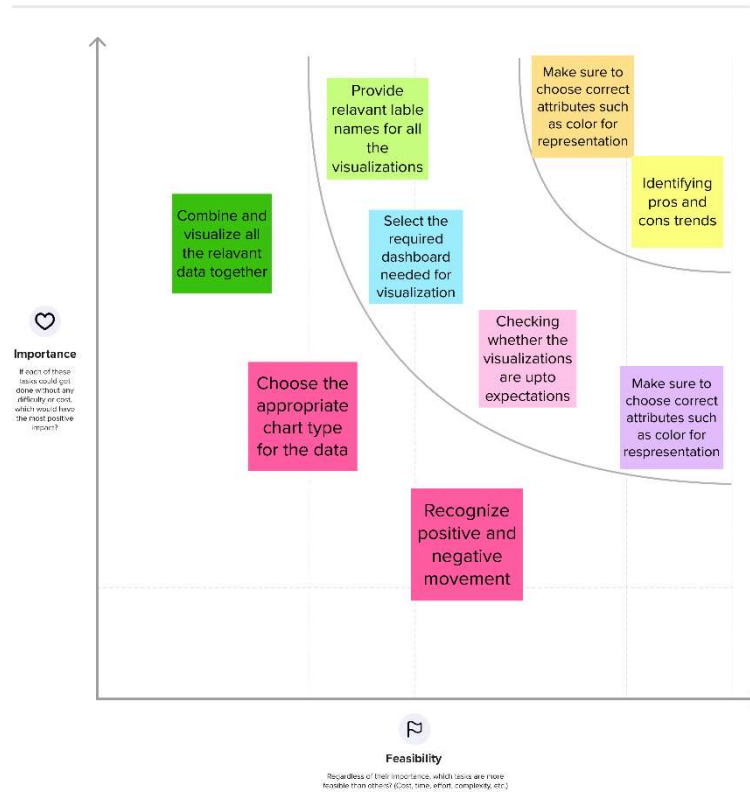 Make sure to
choose correct
attributes such
as color for
representation
Provide
relavant lable
names for all
the
visualizations
Identifying
pros and
cons trends
Combine and
visualize all
the relavant
data together
Select the
required
dashboard
needed for
visualization
Checking
whether the
visualizations
are upto
expectations
Importance
If each of these
tasks could get
done without any
difficulty or cost,
which would have
the most positive
impact?
Choose the
appropriate
chart type
for the data
Make sure to
choose correct
attributes such
as color for
respresentation
Recognize
positive and
negative
movement
Feasibility
Regardless of their importance, which tasks are more
feasible than others? (Cost, time, effort, complexity, etc.)